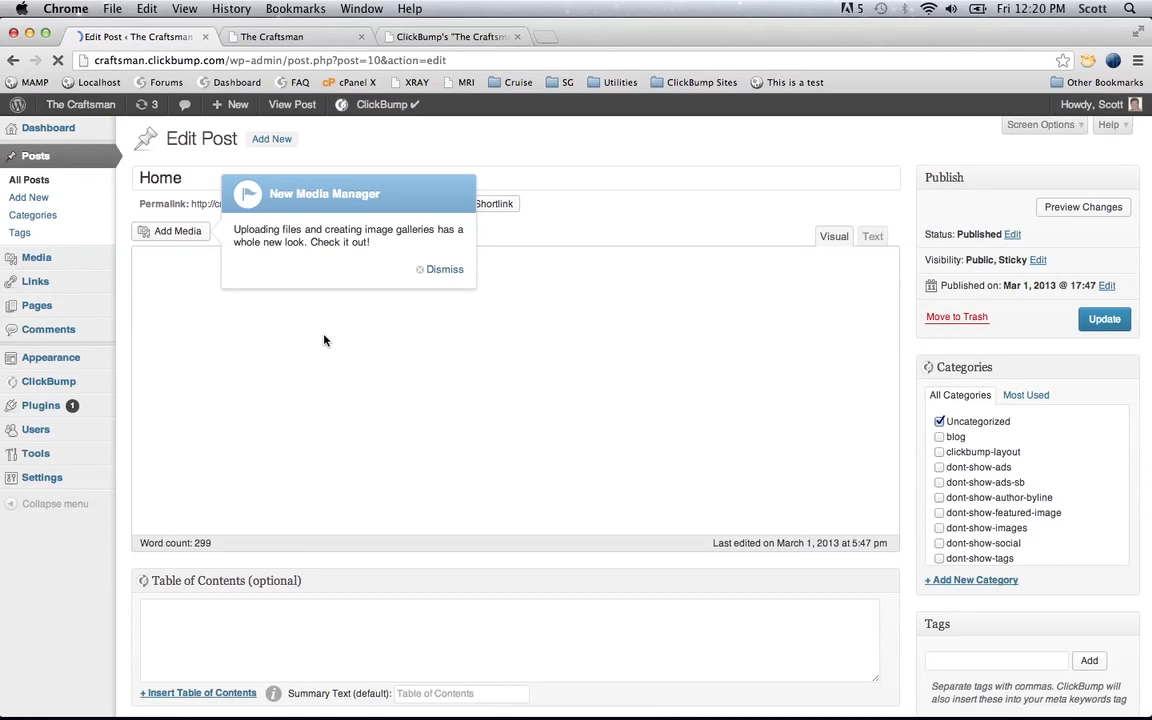 Chrome File Edit View History Bookmarks Window Help 5 Fri 12:20 PM Scott
Edit Post ‹ The Craftsman × The Craftsman × ClickBump's "The Craftsm ×
craftsman.clickbump.com/wp-admin/post.php?post=10&action=edit
MAMP Localhost Forums Dashboard FAQ cP cPanel X XRAY MRI Cruise SG Utilities ClickBump Sites This is a test Other Bookmarks
The Craftsman 3 + New View Post ClickBump ✔ Howdy, Scott
Screen Options Help
Dashboard
Posts
All Posts
Add New
Categories
Tags
Media
Links
Pages
Comments
Appearance
ClickBump
Plugins 1
Users
Tools
Settings
Collapse menu
Edit Post Add New
Home
Permalink: http://c
Shortlink
Add Media
New Media Manager
Uploading files and creating image galleries has a
whole new look. Check it out!
Dismiss
Visual Text
Word count: 299 Last edited on March 1, 2013 at 5:47 pm
Table of Contents (optional)
+ Insert Table of Contents i Summary Text (default): Table of Contents
Publish
Preview Changes
Status: Published Edit
Visibility: Public, Sticky Edit
Published on: Mar 1, 2013 @ 17:47 Edit
Move to Trash Update
Categories
All Categories Most Used
Uncategorized
blog
clickbump-layout
dont-show-ads
dont-show-ads-sb
dont-show-author-byline
dont-show-featured-image
dont-show-images
dont-show-social
dont-show-tags
+ Add New Category
Tags
Add
Separate tags with commas. ClickBump will
also insert these into your meta keywords tag